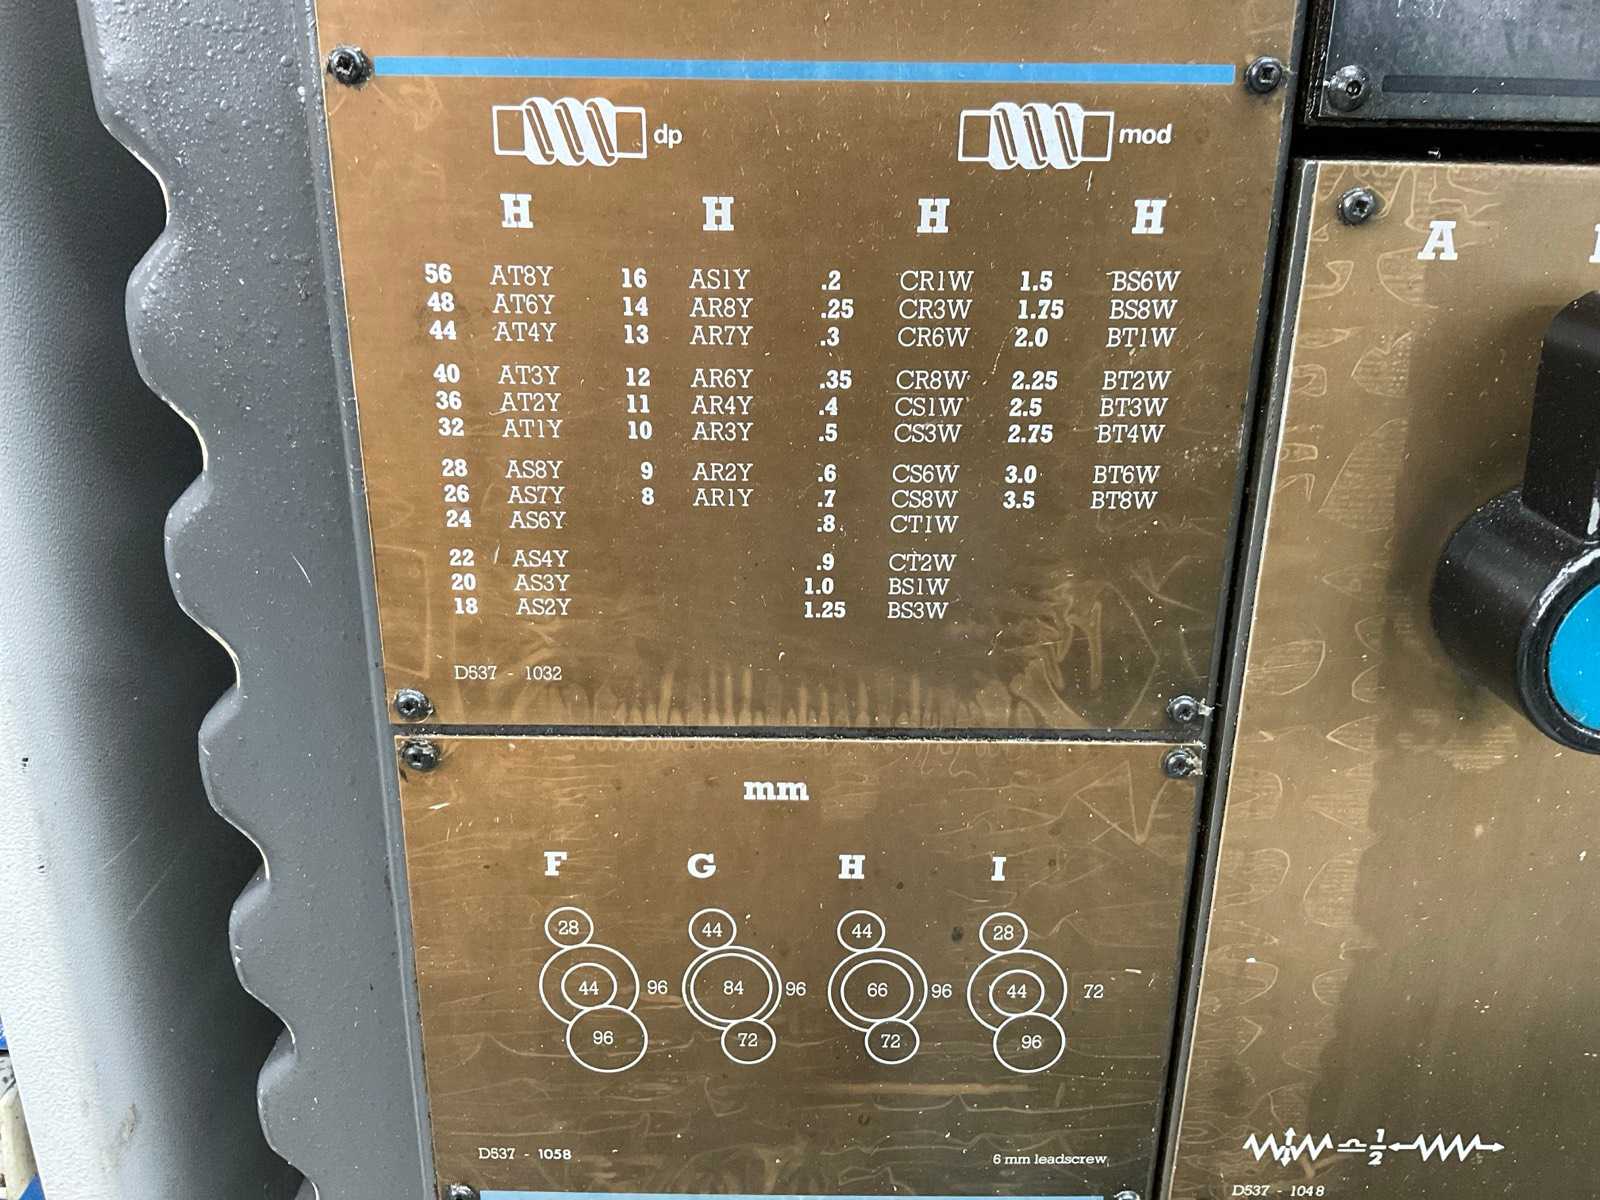 dp mod
H H H H
56 AT8Y 16 AS1Y .2 CR1W 1.5 BS6W
48 AT6Y 14 AR8Y .25 CR3W 1.75 BS8W
44 AT4Y 13 AR7Y .3 CR6W 2.0 BT1W
40 AT3Y 12 AR6Y .35 CR8W 2.25 BT2W
36 AT2Y 11 AR4Y .4 CS1W 2.5 BT3W
32 AT1Y 10 AR3Y .5 CS3W 2.75 BT4W
28 AS8Y 9 AR2Y .6 CS6W 3.0 BT6W
26 AS7Y 8 AR1Y .7 CS8W 3.5 BT8W
24 AS6Y .8 CT1W
22 AS4Y .9 CT2W
20 AS3Y 1.0 BS1W
18 AS2Y 1.25 BS3W
D537 - 1032
mm
F G H I
28 44 44 28
44 96 84 96 66 96 44 72
96 72 72 96
D537 - 1058 6 mm leadscrew
A
1/2
D537 - 1048